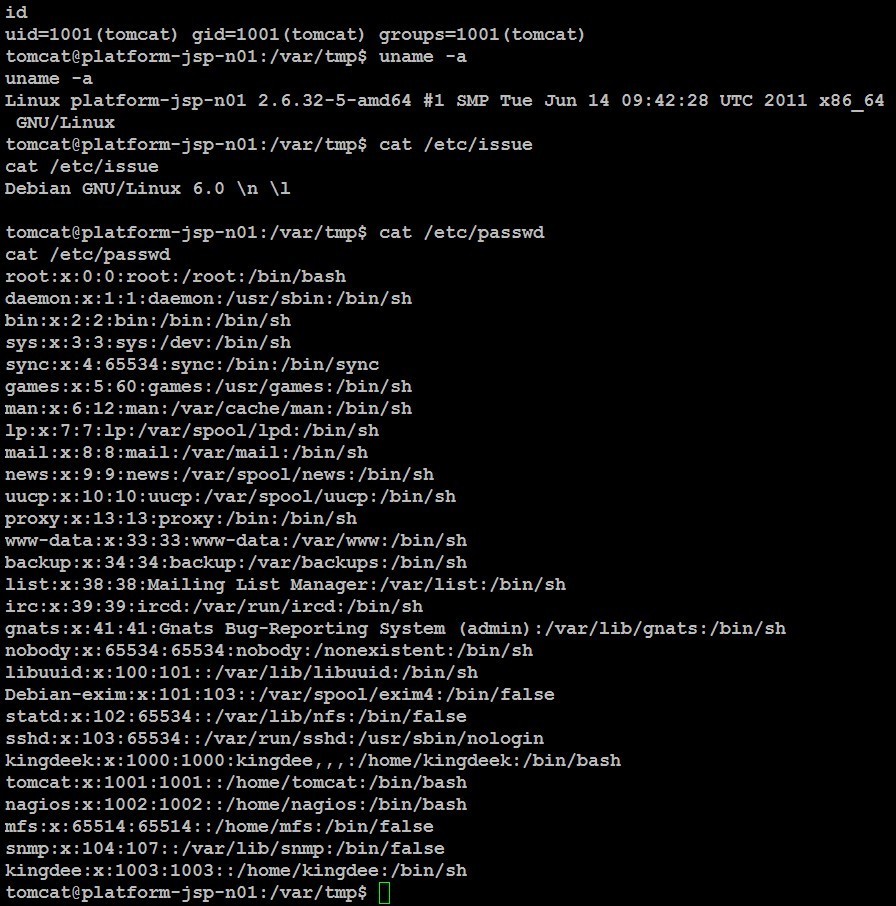 id
uid=1001(tomcat) gid=1001(tomcat) groups=1001(tomcat)
tomcat@platform-jsp-n01:/var/tmp$ uname -a
uname -a
Linux platform-jsp-n01 2.6.32-5-amd64 #1 SMP Tue Jun 14 09:42:28 UTC 2011 x86_64
 GNU/Linux
tomcat@platform-jsp-n01:/var/tmp$ cat /etc/issue
cat /etc/issue
Debian GNU/Linux 6.0 \n \l

tomcat@platform-jsp-n01:/var/tmp$ cat /etc/passwd
cat /etc/passwd
root:x:0:0:root:/root:/bin/bash
daemon:x:1:1:daemon:/usr/sbin:/bin/sh
bin:x:2:2:bin:/bin:/bin/sh
sys:x:3:3:sys:/dev:/bin/sh
sync:x:4:65534:sync:/bin:/bin/sync
games:x:5:60:games:/usr/games:/bin/sh
man:x:6:12:man:/var/cache/man:/bin/sh
lp:x:7:7:lp:/var/spool/lpd:/bin/sh
mail:x:8:8:mail:/var/mail:/bin/sh
news:x:9:9:news:/var/spool/news:/bin/sh
uucp:x:10:10:uucp:/var/spool/uucp:/bin/sh
proxy:x:13:13:proxy:/bin:/bin/sh
www-data:x:33:33:www-data:/var/www:/bin/sh
backup:x:34:34:backup:/var/backups:/bin/sh
list:x:38:38:Mailing List Manager:/var/list:/bin/sh
irc:x:39:39:ircd:/var/run/ircd:/bin/sh
gnats:x:41:41:Gnats Bug-Reporting System (admin):/var/lib/gnats:/bin/sh
nobody:x:65534:65534:nobody:/nonexistent:/bin/sh
libuuid:x:100:101::/var/lib/libuuid:/bin/sh
Debian-exim:x:101:103::/var/spool/exim4:/bin/false
statd:x:102:65534::/var/lib/nfs:/bin/false
sshd:x:103:65534::/var/run/sshd:/usr/sbin/nologin
kingdeek:x:1000:1000:kingdee,,,:/home/kingdeek:/bin/bash
tomcat:x:1001:1001::/home/tomcat:/bin/bash
nagios:x:1002:1002::/home/nagios:/bin/bash
mfs:x:65514:65514::/home/mfs:/bin/false
snmp:x:104:107::/var/lib/snmp:/bin/false
kingdee:x:1003:1003::/home/kingdee:/bin/sh
tomcat@platform-jsp-n01:/var/tmp$